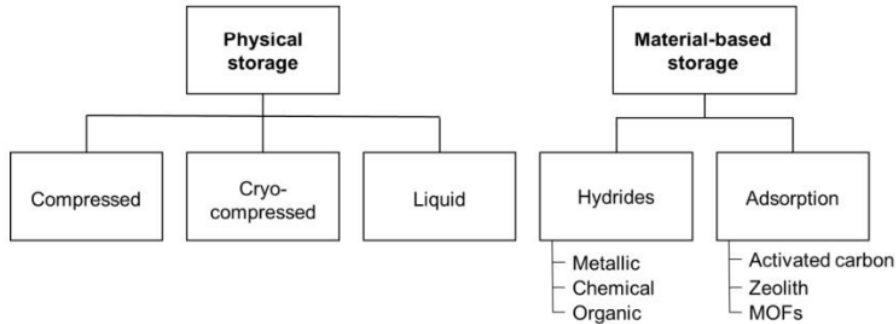 Physical
storage
Material-based
storage
Compressed
Cryo-
compressed
Liquid
Hydrides
Adsorption
Metallic
Chemical
Organic
Activated carbon
Zeolith
MOFs